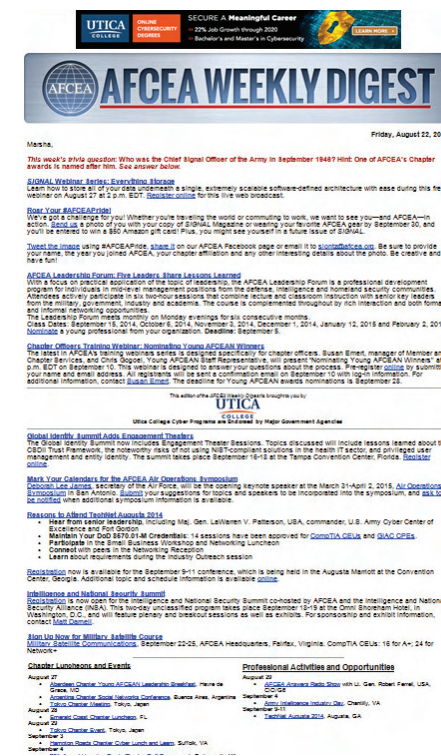 UTICA
COLLEGE
ONLINE
CYBERSECURITY
DEGREES
SECURE A Meaningful Career
22% Job Growth through 2020
Bachelor's and Master's in Cybersecurity
LEARN MORE
AFCEA
AFCEA WEEKLY DIGEST
Friday, August 22, 20
Marsha,
This week's trivia question: Who was the Chief Signal Officer of the Army in September 1948? Hint: One of AFCEA's Chapter
awards is named after him. See answer below.
SIGNAL Webinar Series: Everything Storage
Learn how to store all of your data underneath a single, extremely scalable software-defined architecture with ease during this fre
webinar on August 27 at 2 p.m. EDT. Register online for this live web broadcast.
Roar Your #AFCEAPride!
We've got a challenge for you! Whether you're traveling the world or commuting to work, we want to see you—and AFCEA—in
action. Send us a photo of you with your copy of SIGNAL Magazine or wearing your favorite AFCEA gear by September 30, and
you'll be entered to win a $50 Amazon gift card! Plus, you might see yourself in a future issue of SIGNAL.
Tweet the image using #AFCEAPride, share it on our AFCEA Facebook page or email it to Be sure to provide
your name, the year you joined AFCEA, your chapter affiliation and any other interesting details about the photo. Be creative and
have fun!
AFCEA Leadership Forum: Five Leaders Share Lessons Learned
With a focus on practical application of the topic of leadership, the AFCEA Leadership Forum is a professional development
program for individuals in mid-level management positions from the defense, intelligence and homeland security communities.
Attendees actively participate in six two-hour sessions that combine lecture and classroom instruction with senior key leaders
from the military, government, industry and academia. The course is complemented throughout by rich interaction and both forma
and informal networking opportunities.
The Leadership Forum meets monthly on Monday evenings for six consecutive months.
Class Dates: September 15, 2014, October 6, 2014, November 3, 2014, December 1, 2014, January 12, 2015 and February 2, 201
Nominate a young professional from your organization. Deadline: September 5.
Chapter Officers Training Webinar: Nominating Young AFCEAN Winners
The latest in AFCEA's training webinars series is designed specifically for chapter officers. Susan Emert, manager of Member an
Chapter Services, and Chris Gogoel, Young AFCEAN Staff Representative, will present "Nominating Young AFCEAN Winners" at
p.m. EDT on September 10. This webinar is designed to answer your questions about the process. Pre-register online by submitti
your name and email address. All registrants will be sent a confirmation email on September 10 with log-in information. For
additional information, contact Susan Emert. The deadline for Young AFCEAN awards nominations is September 28.
This edition of the AFCEA Weekly Digest is brought to you by
UTICA
COLLEGE
Utica College Cyber Programs are Endorsed by Major Government Agencies
Global Identity Summit Adds Engagement Theaters
The Global Identity Summit now includes Engagement Theater Sessions. Topics discussed will include lessons learned about t
CSDII Trust Framework, the noteworthy risks of not using NIST-compliant solutions in the health IT sector, and privileged user
management and entity identity. The summit takes place September 16-18 at the Tampa Convention Center, Florida. Register
online.
Mark Your Calendars for the AFCEA Air Operations Symposium
Deborah Lee James, secretary of the Air Force, will be the opening keynote speaker at the March 31-April 2, 2015, Air Operations
Symposium in San Antonio. Submit your suggestions for topics and speakers to be incorporated into the symposium, and ask to
be notified when additional symposium information is available.
Reasons to Attend TechNet Augusta 2014
• Hear from senior leadership, including Maj. Gen. LaWarren V. Patterson, USA, commander, U.S. Army Cyber Center of
Excellence and Fort Gordon
• Maintain Your DoD 8570.01-M Credentials: 14 sessions have been approved for CompTIA CEUs and GIAC CPEs.
• Participate in the Small Business Workshop and Networking Luncheon
• Connect with peers in the Networking Reception
• Learn about requirements during the Industry Outreach session
Registration now is available for the September 9-11 conference, which is being held in the Augusta Marriott at the Convention
Center, Georgia. Additional topic and schedule information is available online.
Intelligence and National Security Summit
Registration is now open for the Intelligence and National Security Summit co-hosted by AFCEA and the Intelligence and Nation
Security Alliance (INSA). This two-day unclassified program takes place September 18-19 at the Omni Shoreham Hotel, in
Washington, D.C., and will feature plenary and breakout sessions as well as exhibits. For sponsorship and exhibit information,
contact Matt Damell.
Sign Up Now for Military Satellite Course
Military Satellite Communications, September 22-25, AFCEA Headquarters, Fairfax, Virginia. CompTIA CEUs: 16 for A+; 24 for
Network+
Chapter Luncheons and Events
August 27
• Aberdeen Chapter Young AFCEAN Leadership Breakfast, Havre de
Grace, MD
• Argentina Chapter Social Networks Conference, Buenos Aires, Argentina
• Tokyo Chapter Meeting, Tokyo, Japan
August 28
• Emerald Coast Chapter Luncheon, FL
August 29
• Tokyo Chapter Event, Tokyo, Japan
September 3
• Hampton Roads Chapter Cyber Lunch and Learn, Suffolk, VA
September 4
Professional Activities and Opportunities
August 23
• AFCEA Answers Radio Show with Lt. Gen. Robert Ferrell, USA,
CIO/G6
September 4
• Army Intelligence Industry Day, Chantilly, VA
September 9-11
• TechNet Augusta 2014, Augusta, GA